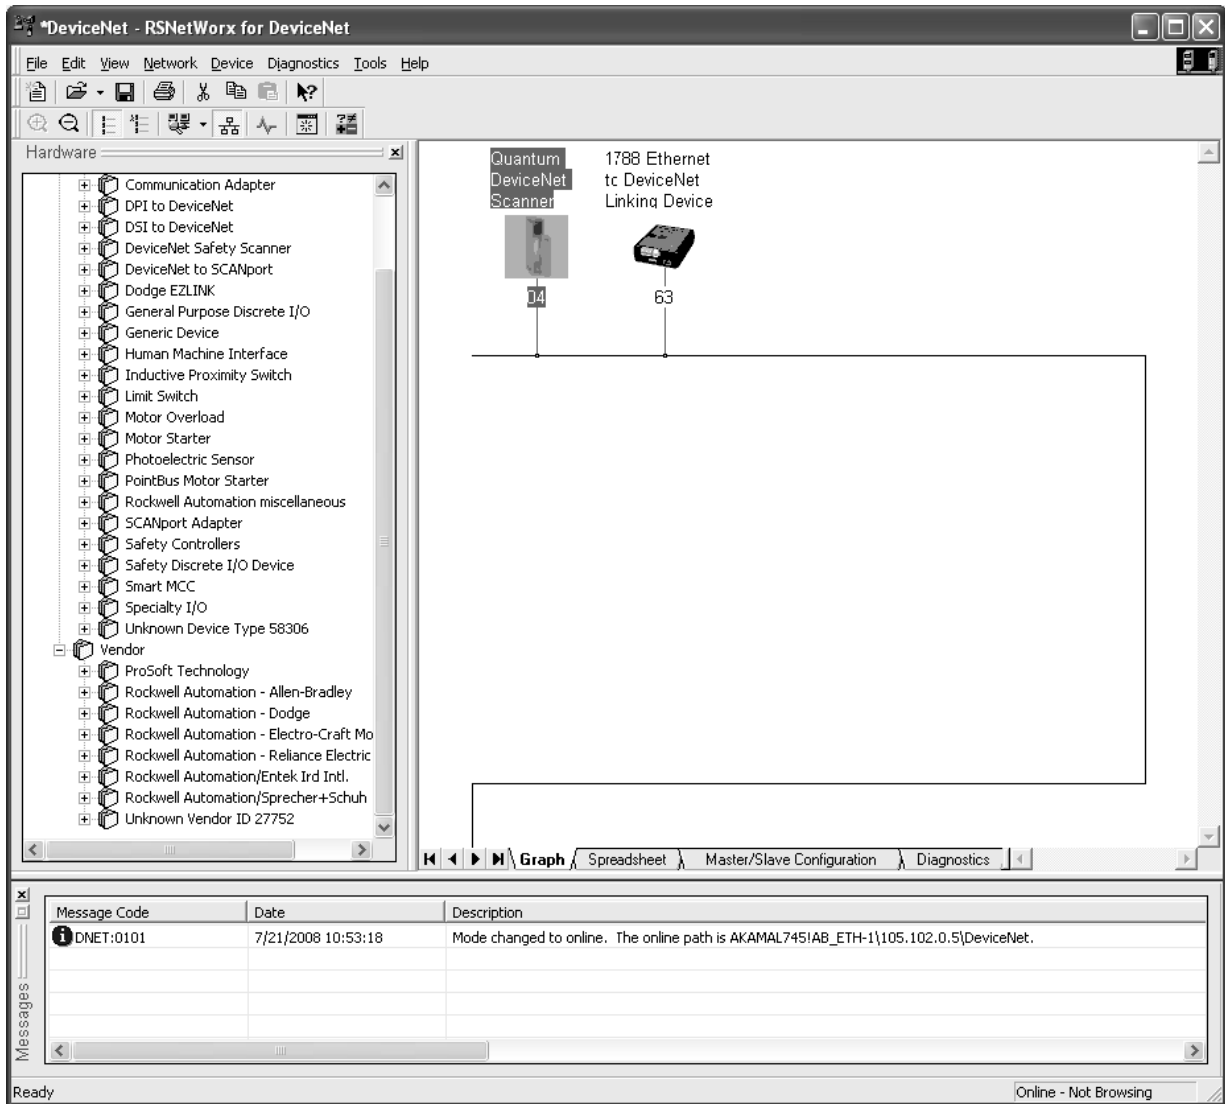 *DeviceNet - RSNetWorx for DeviceNet
File Edit View Network Device Diagnostics Tools Help
Hardware
Communication Adapter
DPI to DeviceNet
DSI to DeviceNet
DeviceNet Safety Scanner
DeviceNet to SCANport
Dodge EZLINK
General Purpose Discrete I/O
Generic Device
Human Machine Interface
Inductive Proximity Switch
Limit Switch
Motor Overload
Motor Starter
Photoelectric Sensor
PointBus Motor Starter
Rockwell Automation miscellaneous
SCANport Adapter
Safety Controllers
Safety Discrete I/O Device
Smart MCC
Specialty I/O
Unknown Device Type 58306
Vendor
ProSoft Technology
Rockwell Automation - Allen-Bradley
Rockwell Automation - Dodge
Rockwell Automation - Electro-Craft Mo
Rockwell Automation - Reliance Electric
Rockwell Automation/Entek Ird Intl.
Rockwell Automation/Sprecher+Schuh
Unknown Vendor ID 27752
Quantum
DeviceNet
Scanner
04
1788 Ethernet
to DeviceNet
Linking Device
63
Graph Spreadsheet Master/Slave Configuration Diagnostics
Messages
Message Code Date Description
DNET:0101 7/21/2008 10:53:18 Mode changed to online. The online path is AKAMAL745!AB_ETH-1\105.102.0.5\DeviceNet.
Ready Online - Not Browsing